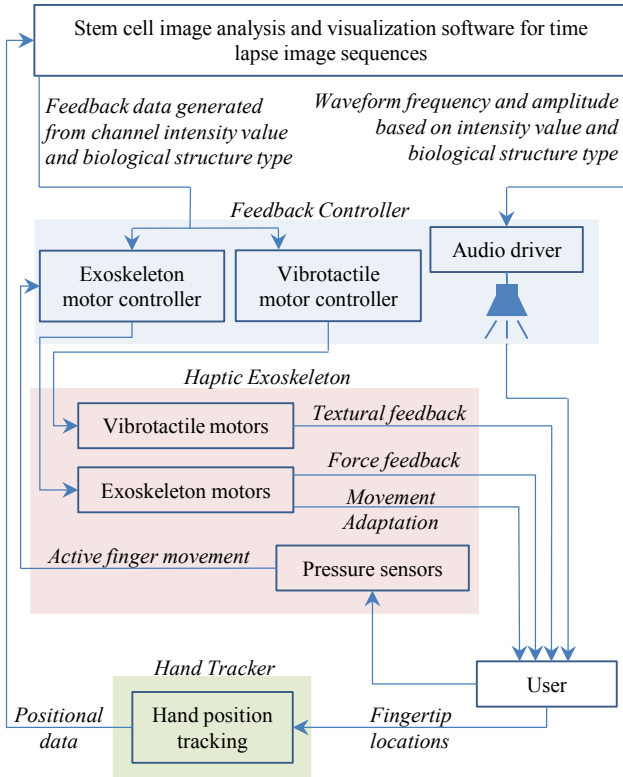 Stem cell image analysis and visualization software for time
lapse image sequences
Feedback data generated
from channel intensity value
and biological structure type
Waveform frequency and amplitude
based on intensity value and
biological structure type
Feedback Controller
Exoskeleton
motor controller
Vibrotactile
motor controller
Audio driver
Haptic Exoskeleton
Vibrotactile motors
Textural feedback
Exoskeleton motors
Force feedback
Movement
Adaptation
Active finger movement
Pressure sensors
Hand Tracker
User
Positional
data
Hand position
tracking
Fingertip
locations